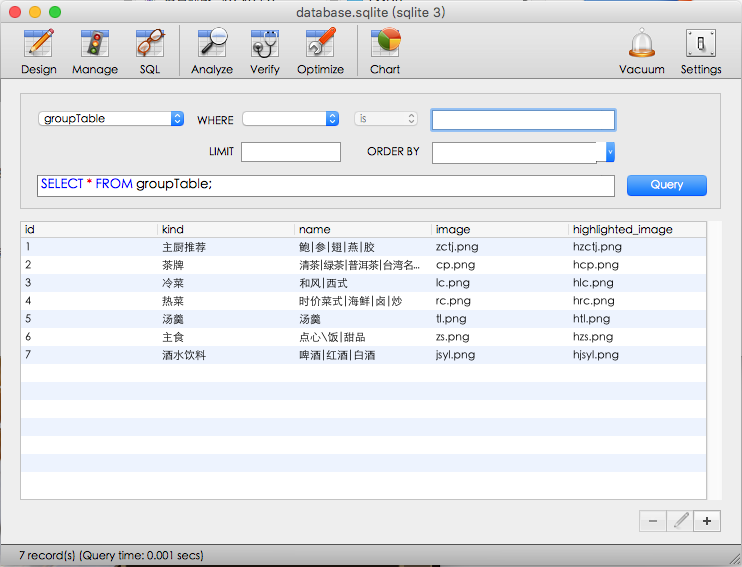 database.sqlite (sqlite 3)
Design Manage SQL Analyze Verify Optimize Chart Vacuum Settings
groupTable WHERE is
LIMIT ORDER BY
SELECT * FROM groupTable; Query
id kind name image highlighted_image
1 主厨推荐 鲍|参|翅|燕|胶 zctj.png hzctj.png
2 茶牌 清茶|绿茶|普洱茶|台湾名... cp.png hcp.png
3 冷菜 和风|西式 lc.png hlc.png
4 热菜 时价菜式|海鲜|卤|炒 rc.png hrc.png
5 汤羹 汤羹 tl.png htl.png
6 主食 点心\饭|甜品 zs.png hzs.png
7 酒水饮料 啤酒|红酒|白酒 jsyl.png hjsyl.png
7 record(s) (Query time: 0.001 secs)